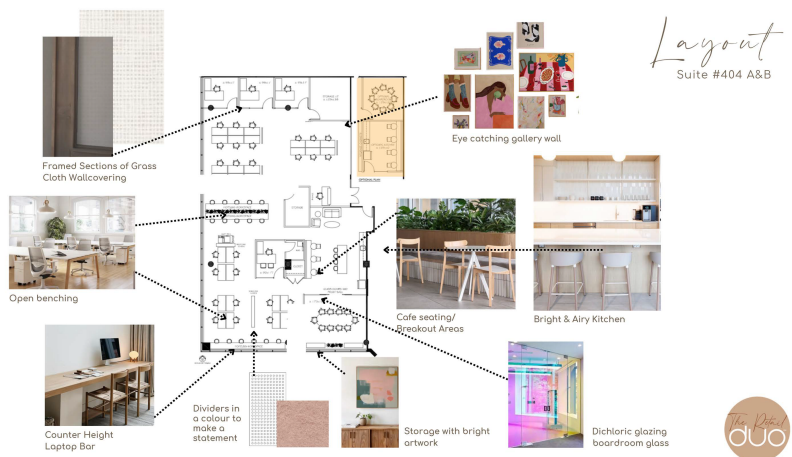 Layout
Suite #404 A&B
Eye catching gallery wall
Framed Sections of Grass
Cloth Wallcovering
STORAGE
Open benching
Cafe seating/
Breakout Areas
Bright & Airy Kitchen
Counter Height
Laptop Bar
Dividers in
a colour to
make a
statement
Storage with bright
artwork
Dichloric glazing
boardroom glass
The Retail
duo